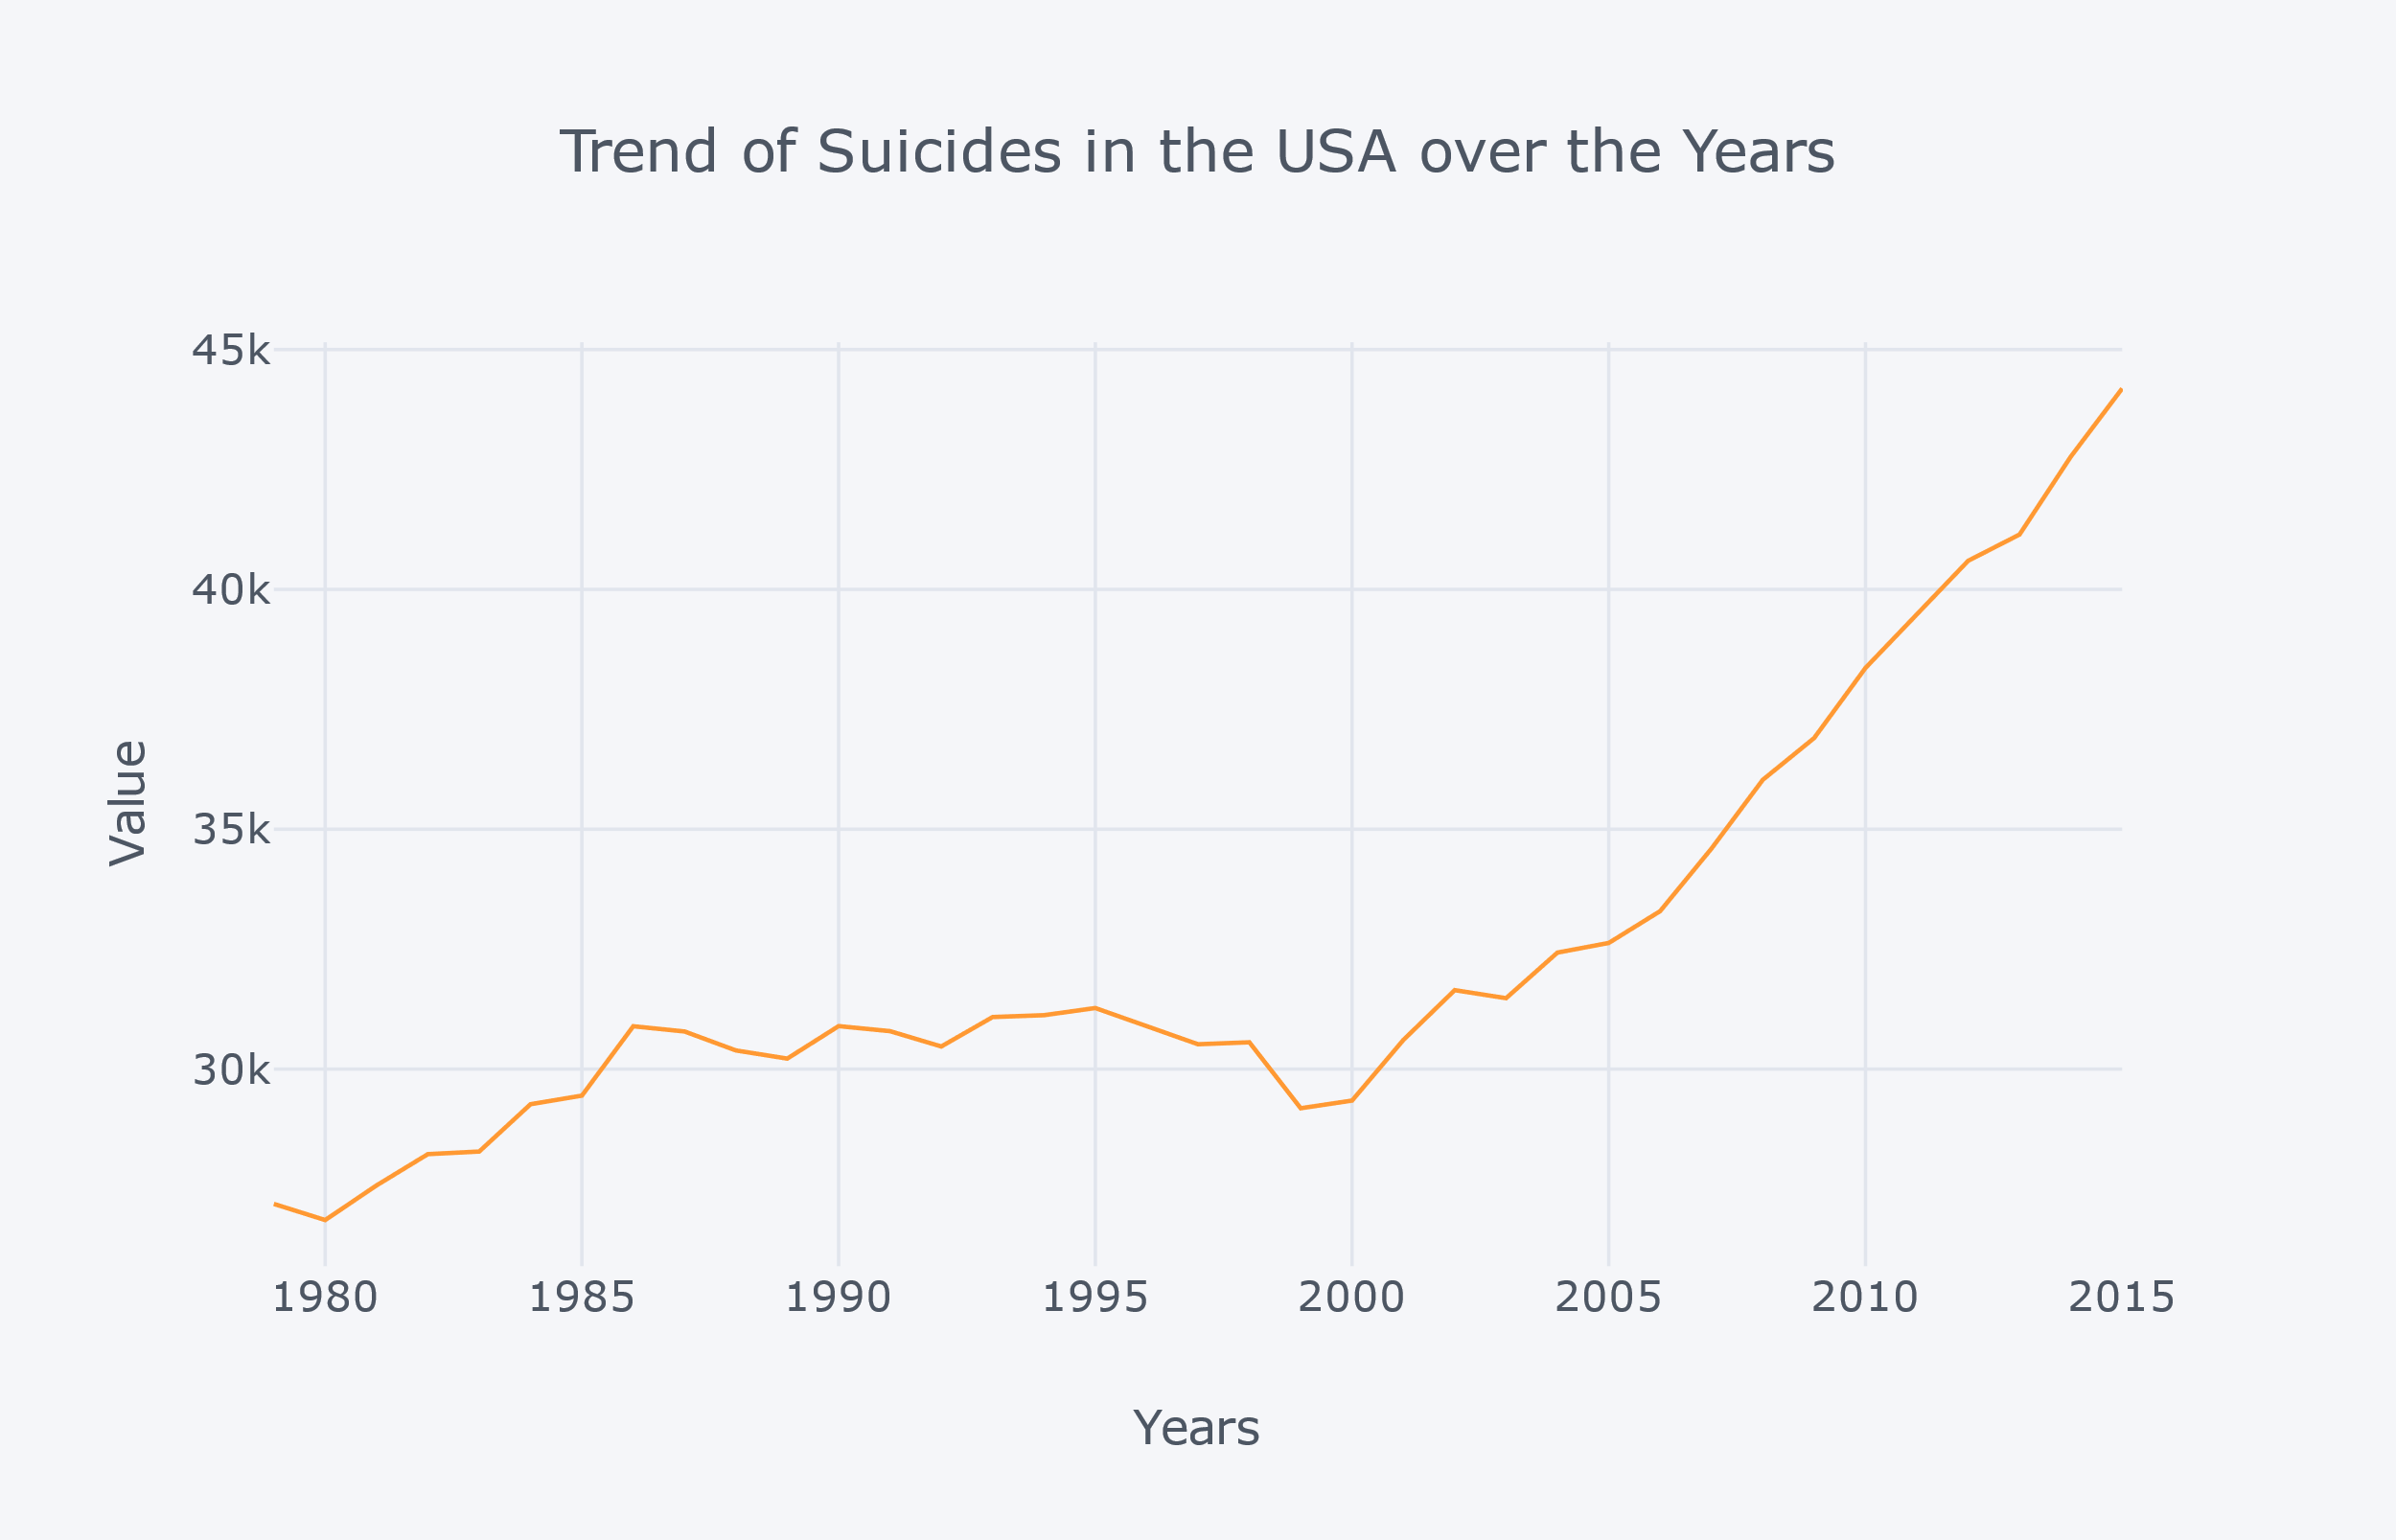 Trend of Suicides in the USA over the Years
45k
40k
35k
30k
Value
1980 1985 1990 1995 2000 2005 2010 2015
Years